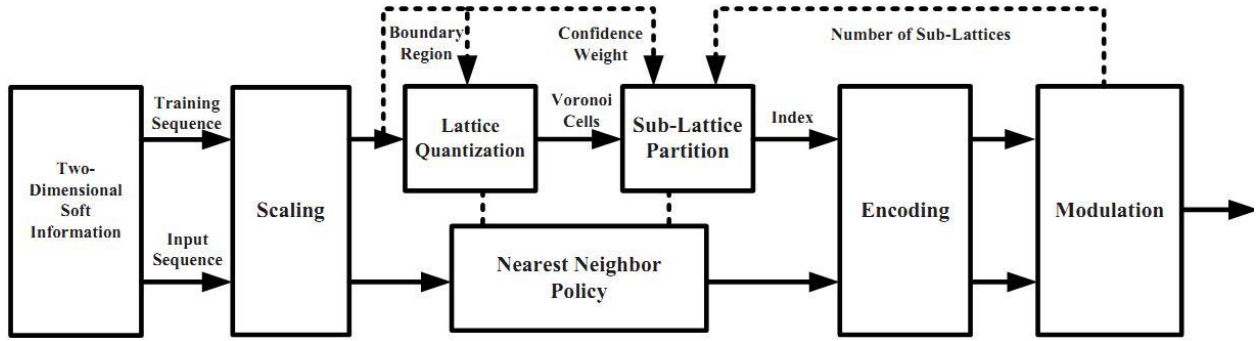 Two-
Dimensional
Soft
Information
Training
Sequence
Input
Sequence
Scaling
Boundary
Region
Lattice
Quantization
Voronoi
Cells
Confidence
Weight
Sub-Lattice
Partition
Number of Sub-Lattices
Index
Nearest Neighbor
Policy
Encoding
Modulation